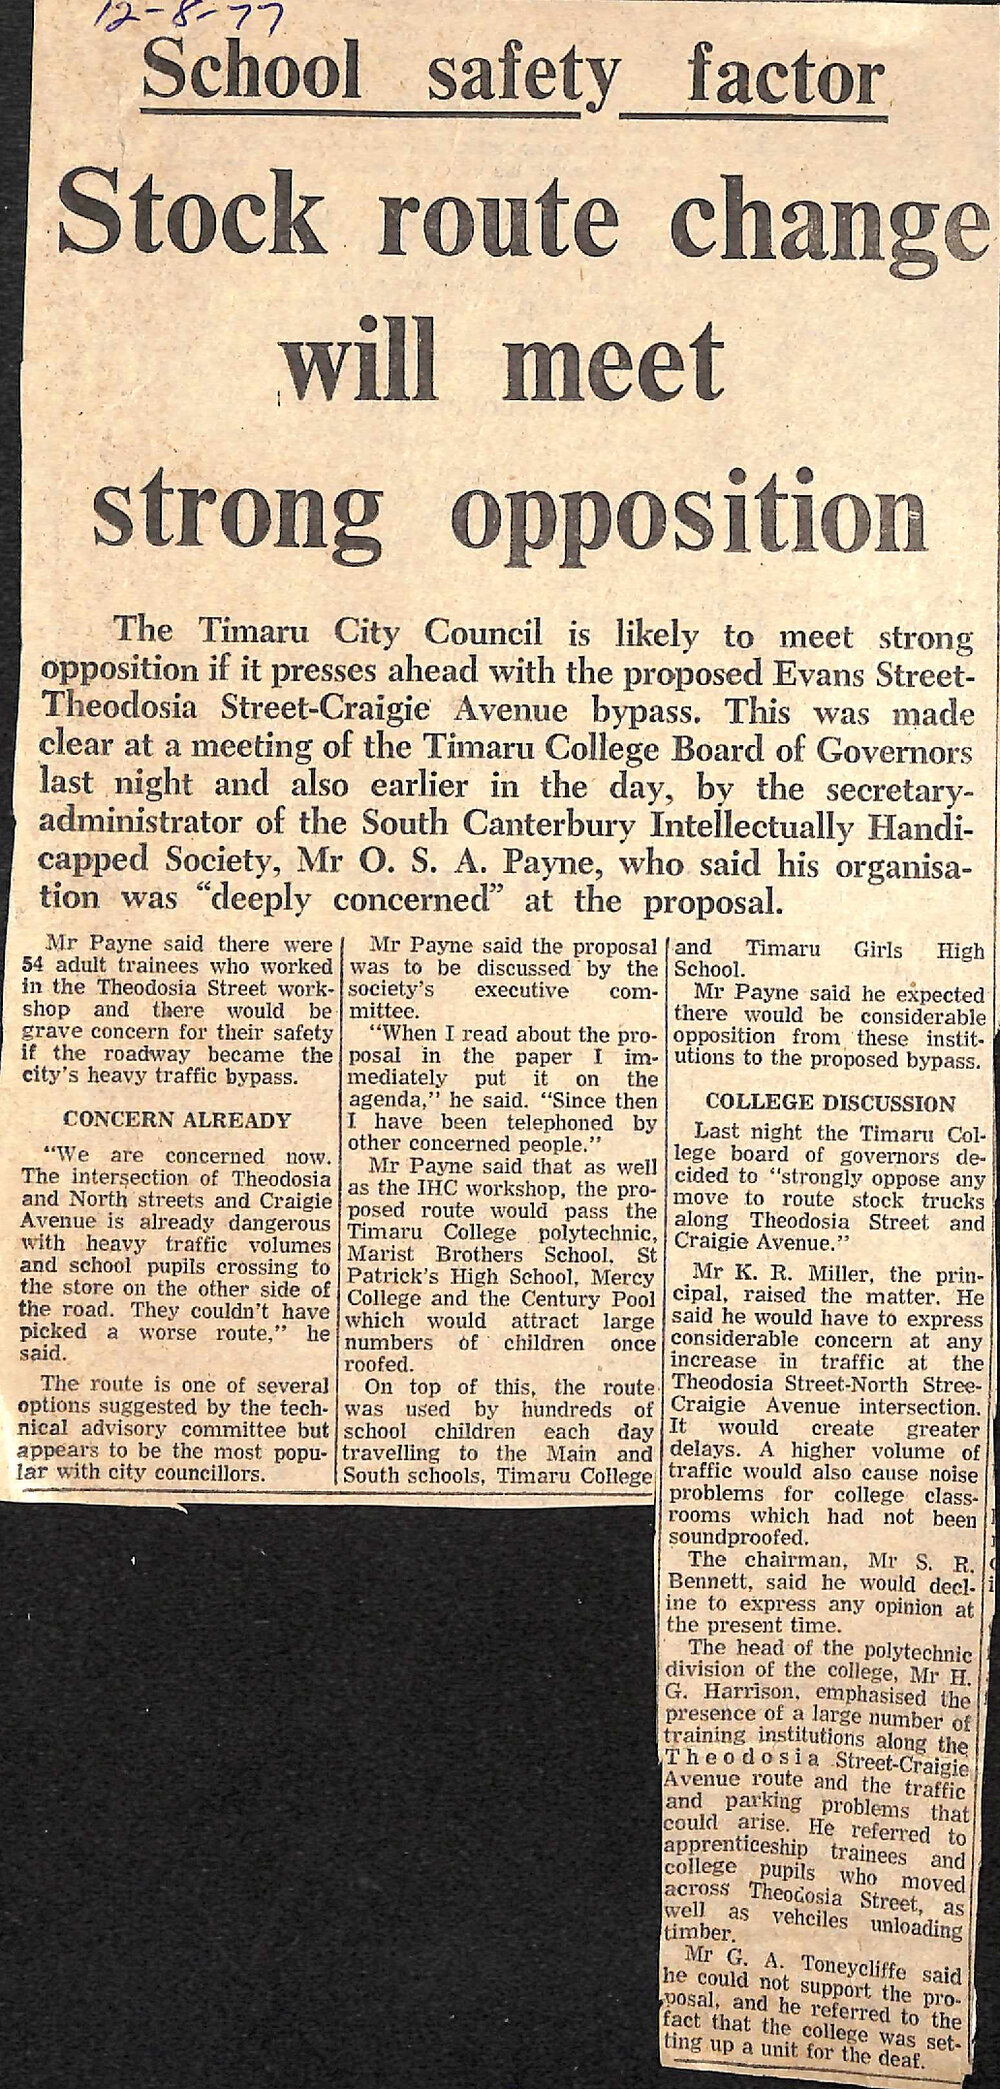 12-8-77
School safety factor
Stock route change
will meet
strong opposition
The Timaru City Council is likely to meet strong
opposition if it presses ahead with the proposed Evans Street-
Theodosia Street-Craigie Avenue bypass. This was made
clear at a meeting of the Timaru College Board of Governors
last night and also earlier in the day, by the secretary-
administrator of the South Canterbury Intellectually Handi-
capped Society, Mr O. S. A. Payne, who said his organisa-
tion was “deeply concerned” at the proposal.
Mr Payne said there were
54 adult trainees who worked
in the Theodosia Street work-
shop and there would be
grave concern for their safety
if the roadway became the
city's heavy traffic bypass.
CONCERN ALREADY
“We are concerned now.
The intersection of Theodosia
and North streets and Craigie
Avenue is already dangerous
with heavy traffic volumes
and school pupils crossing to
the store on the other side of
the road. They couldn't have
picked a worse route,” he
said.
The route is one of several
options suggested by the tech-
nical advisory committee but
appears to be the most popu-
lar with city councillors.
Mr Payne said the proposal
was to be discussed by the
society's executive com-
mittee.
“When I read about the pro-
posal in the paper I im-
mediately put it on the
agenda,” he said. “Since then
I have been telephoned by
other concerned people.”
Mr Payne said that as well
as the IHC workshop, the pro-
posed route would pass the
Timaru College polytechnic,
Marist Brothers School, St
Patrick's High School, Mercy
College and the Century Pool
which would attract large
numbers of children once
roofed.
On top of this, the route
was used by hundreds of
school children each day
travelling to the Main and
South schools, Timaru College
and Timaru Girls High
School.
Mr Payne said he expected
there would be considerable
opposition from these instit-
utions to the proposed bypass.
COLLEGE DISCUSSION
Last night the Timaru Col-
lege board of governors de-
cided to “strongly oppose any
move to route stock trucks
along Theodosia Street and
Craigie Avenue.”
Mr K. R. Miller, the prin-
cipal, raised the matter. He
said he would have to express
considerable concern at any
increase in traffic at the
Theodosia Street-North Stree-
Craigie Avenue intersection.
It would create greater
delays. A higher volume of
traffic would also cause noise
problems for college class-
rooms which had not been
soundproofed.
The chairman, Mr S. R.
Bennett, said he would decl-
ine to express any opinion at
the present time.
The head of the polytechnic
division of the college, Mr H.
G. Harrison, emphasised the
presence of a large number of
training institutions along the
Theodosia Street-Craigie
Avenue route and the traffic
and parking problems that
could arise. He referred to
apprenticeship trainees and
college pupils who moved
across Theodosia Street, as
well as vehciles unloading
timber.
Mr G. A. Toneycliffe said
he could not support the pro-
posal, and he referred to the
fact that the college was set-
ting up a unit for the deaf.